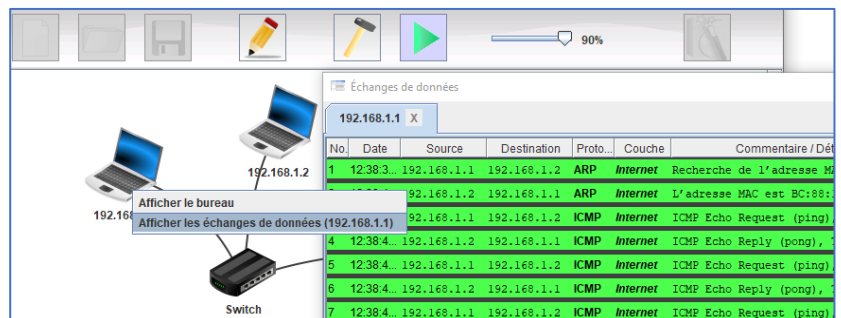 90%
Échanges de données
192.168.1.1 X
No. Date Source Destination Proto... Couche Commentaire / Dét
1 12:38:3... 192.168.1.1 192.168.1.2 ARP Internet Recherche de l'adresse MA
192.168.1.2 192.168.1.1 ARP Internet L'adresse MAC est BC:88:
192.168.1.1 192.168.1.2 ICMP Internet ICMP Echo Request (ping),
4 12:38:4... 192.168.1.2 192.168.1.1 ICMP Internet ICMP Echo Reply (pong),
5 12:38:4... 192.168.1.1 192.168.1.2 ICMP Internet ICMP Echo Request (ping),
6 12:38:4... 192.168.1.2 192.168.1.1 ICMP Internet ICMP Echo Reply (pong),
7 12:38:4... 192.168.1.1 192.168.1.2 ICMP Internet ICMP Echo Request (ping),
192.168.1.2
Afficher le bureau
Afficher les échanges de données (192.168.1.1)
192.168
Switch